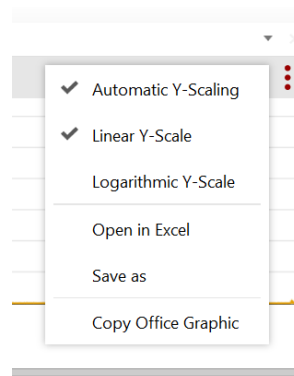 Automatic Y-Scaling
Linear Y-Scale
Logarithmic Y-Scale
Open in Excel
Save as
Copy Office Graphic